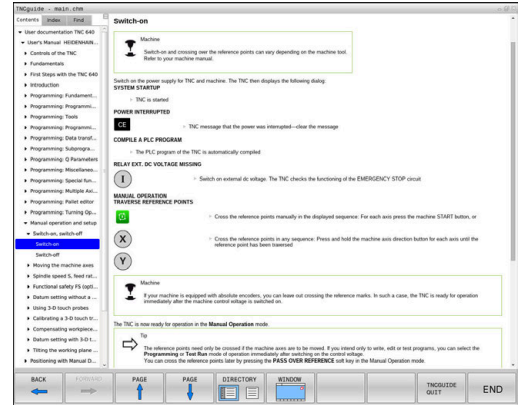 TNCguide - main.chm
Contents Index Find
User documentation TNC 640
User's Manual HEIDENHAIN...
Controls of the TNC
Fundamentals
First Steps with the TNC 640
Introduction
Programming: Fundament...
Programming: Tools
Programming: Programmi...
Programming: Data transf...
Programming: Subprogra...
Programming: Q Parameters
Programming: Miscellaneo...
Programming: Special fun...
Programming: Multiple Axi...
Programming: Pallet editor
Programming: Turning Op...
Manual operation and setup
Switch-on, switch-off
Switch-on
Switch-off
Moving the machine axes
Spindle speed S, feed rat...
Functional safety FS (opti...
Datum setting without a ...
Using 3-D touch probes
Calibrating a 3-D touch tr...
Compensating workpiece...
Datum setting with 3-D t...
Tilting the working plane ...
Positioning with Manual D...
Switch-on
Machine
Switch-on and crossing over the reference points can vary depending on the machine tool.
Refer to your machine manual.
Switch on the power supply for TNC and machine. The TNC then displays the following dialog:
SYSTEM STARTUP
TNC is started
POWER INTERRUPTED
CE
TNC message that the power was interrupted—clear the message
COMPILE A PLC PROGRAM
The PLC program of the TNC is automatically compiled
RELAY EXT. DC VOLTAGE MISSING
I
Switch on external dc voltage. The TNC checks the functioning of the EMERGENCY STOP circuit
MANUAL OPERATION
TRAVERSE REFERENCE POINTS
Cross the reference points manually in the displayed sequence: For each axis press the machine START button, or
X
Cross the reference points in any sequence: Press and hold the machine axis direction button for each axis until the
reference point has been traversed
Y
Machine
If your machine is equipped with absolute encoders, you can leave out crossing the reference marks. In such a case, the TNC is ready for operation
immediately after the machine control voltage is switched on.
The TNC is now ready for operation in the Manual Operation mode.
Tip
The reference points need only be crossed if the machine axes are to be moved. If you intend only to write, edit or test programs, you can select the
Programming or Test Run mode of operation immediately after switching on the control voltage.
You can cross the reference points later by pressing the PASS OVER REFERENCE soft key in the Manual Operation mode.
BACK FORWARD PAGE PAGE DIRECTORY WINDOW TNCGUIDE
QUIT END